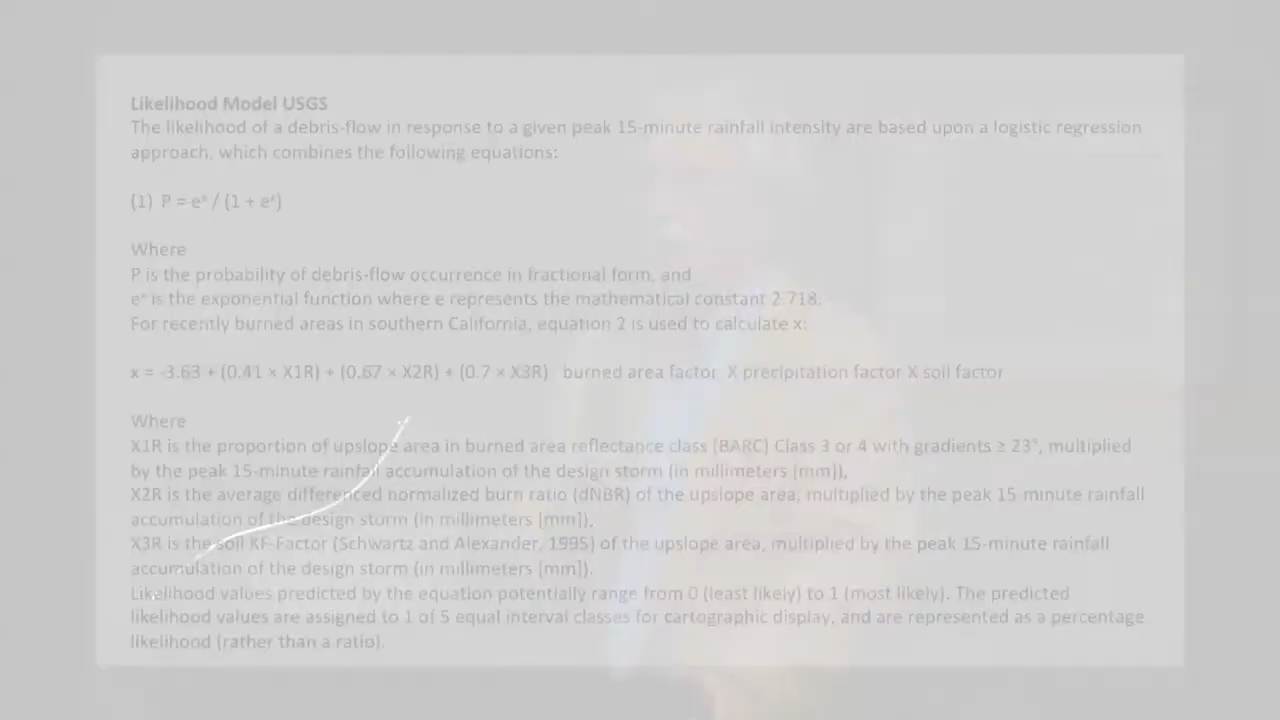 Likelihood Model USGS
The likelihood of a debris-flow in response to a given peak 15-minute rainfall intensity are based upon a logistic regression
approach, which combines the following equations:
(1) P = eˣ / (1 + eˣ)
Where
P is the probability of debris-flow occurrence in fractional form, and
eˣ is the exponential function where e represents the mathematical constant 2.718.
For recently burned areas in southern California, equation 2 is used to calculate x:
x = -3.63 + (0.41 × X1R) + (0.67 × X2R) + (0.7 × X3R) burned area factor X precipitation factor X soil factor
Where
X1R is the proportion of upslope area in burned area reflectance class (BARC) Class 3 or 4 with gradients ≥ 23°, multiplied
by the peak 15-minute rainfall accumulation of the design storm (in millimeters [mm]),
X2R is the average differenced normalized burn ratio (dNBR) of the upslope area, multiplied by the peak 15 minute rainfall
accumulation of the design storm (in millimeters [mm]),
X3R is the soil KF-Factor (Schwartz and Alexander, 1995) of the upslope area, multiplied by the peak 15-minute rainfall
accumulation of the design storm (in millimeters [mm]).
Likelihood values predicted by the equation potentially range from 0 (least likely) to 1 (most likely). The predicted
likelihood values are assigned to 1 of 5 equal interval classes for cartographic display, and are represented as a percentage
likelihood (rather than a ratio).